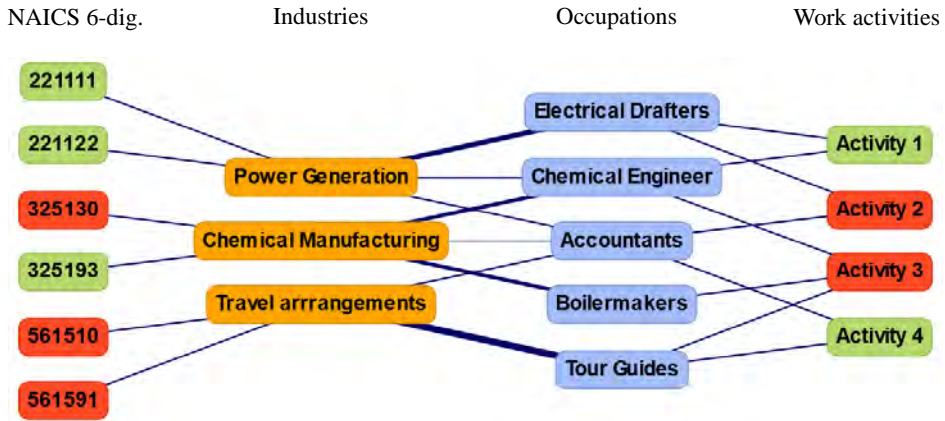 NAICS 6-dig.
Industries
Occupations
Work activities
221111
221122
325130
325193
561510
561591
Power Generation
Chemical Manufacturing
Travel arrrangements
Electrical Drafters
Chemical Engineer
Accountants
Boilermakers
Tour Guides
Activity 1
Activity 2
Activity 3
Activity 4